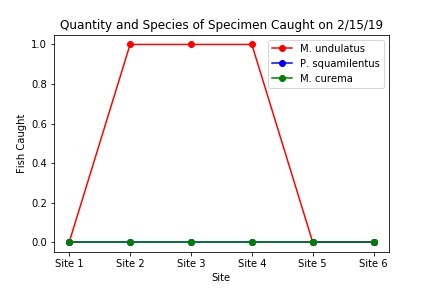 Quantity and Species of Specimen Caught on 2/15/19
M. undulatus
P. squamilentus
M. curema
1.0
0.8
0.6
0.4
0.2
0.0
Fish Caught
Site 1 Site 2 Site 3 Site 4 Site 5 Site 6
Site